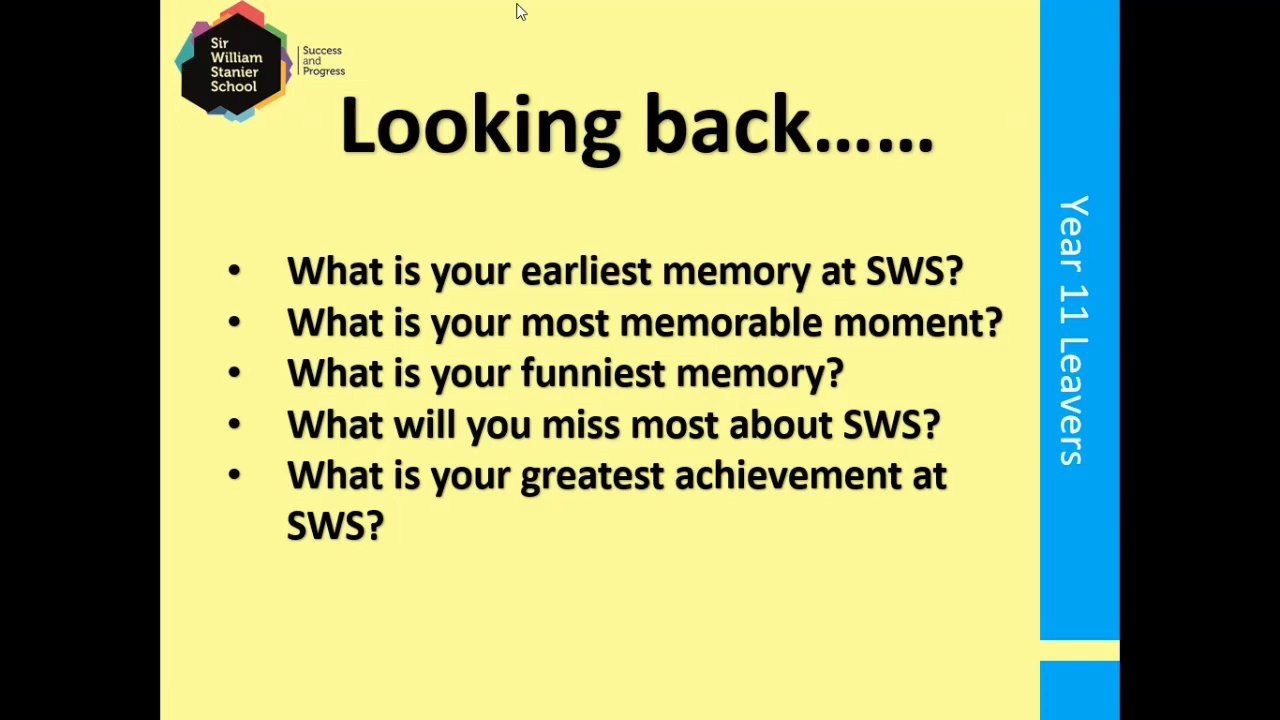 Sir
William
Stanier
School
Success
and
Progress
Looking back......
• What is your earliest memory at SWS?
• What is your most memorable moment?
• What is your funniest memory?
• What will you miss most about SWS?
• What is your greatest achievement at
SWS?
Year 11 Leavers